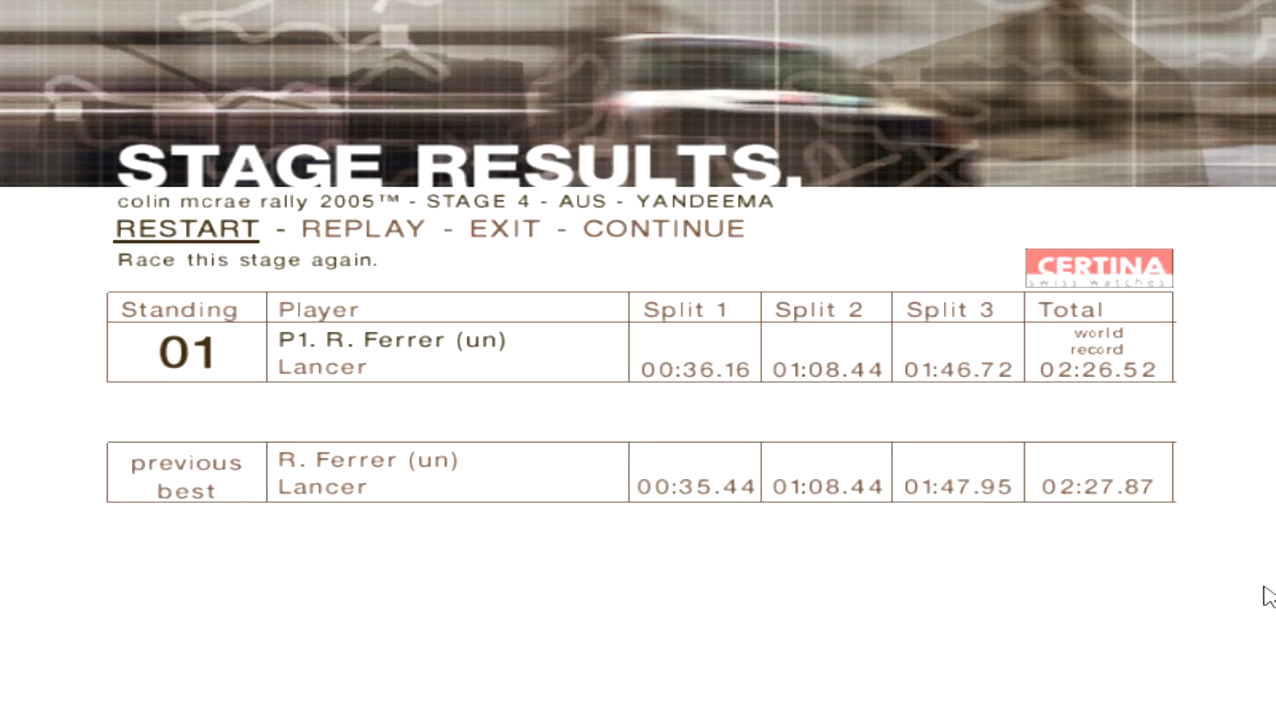 STAGE RESULTS.
colin mcrae rally 2005™ - STAGE 4 - AUS - YANDEEMA
RESTART - REPLAY - EXIT - CONTINUE
Race this stage again.
CERTINA
swiss watches
Standing Player Split 1 Split 2 Split 3 Total
01 P1. R. Ferrer (un) world record
Lancer 00:36.16 01:08.44 01:46.72 02:26.52
previous best R. Ferrer (un)
Lancer 00:35.44 01:08.44 01:47.95 02:27.87